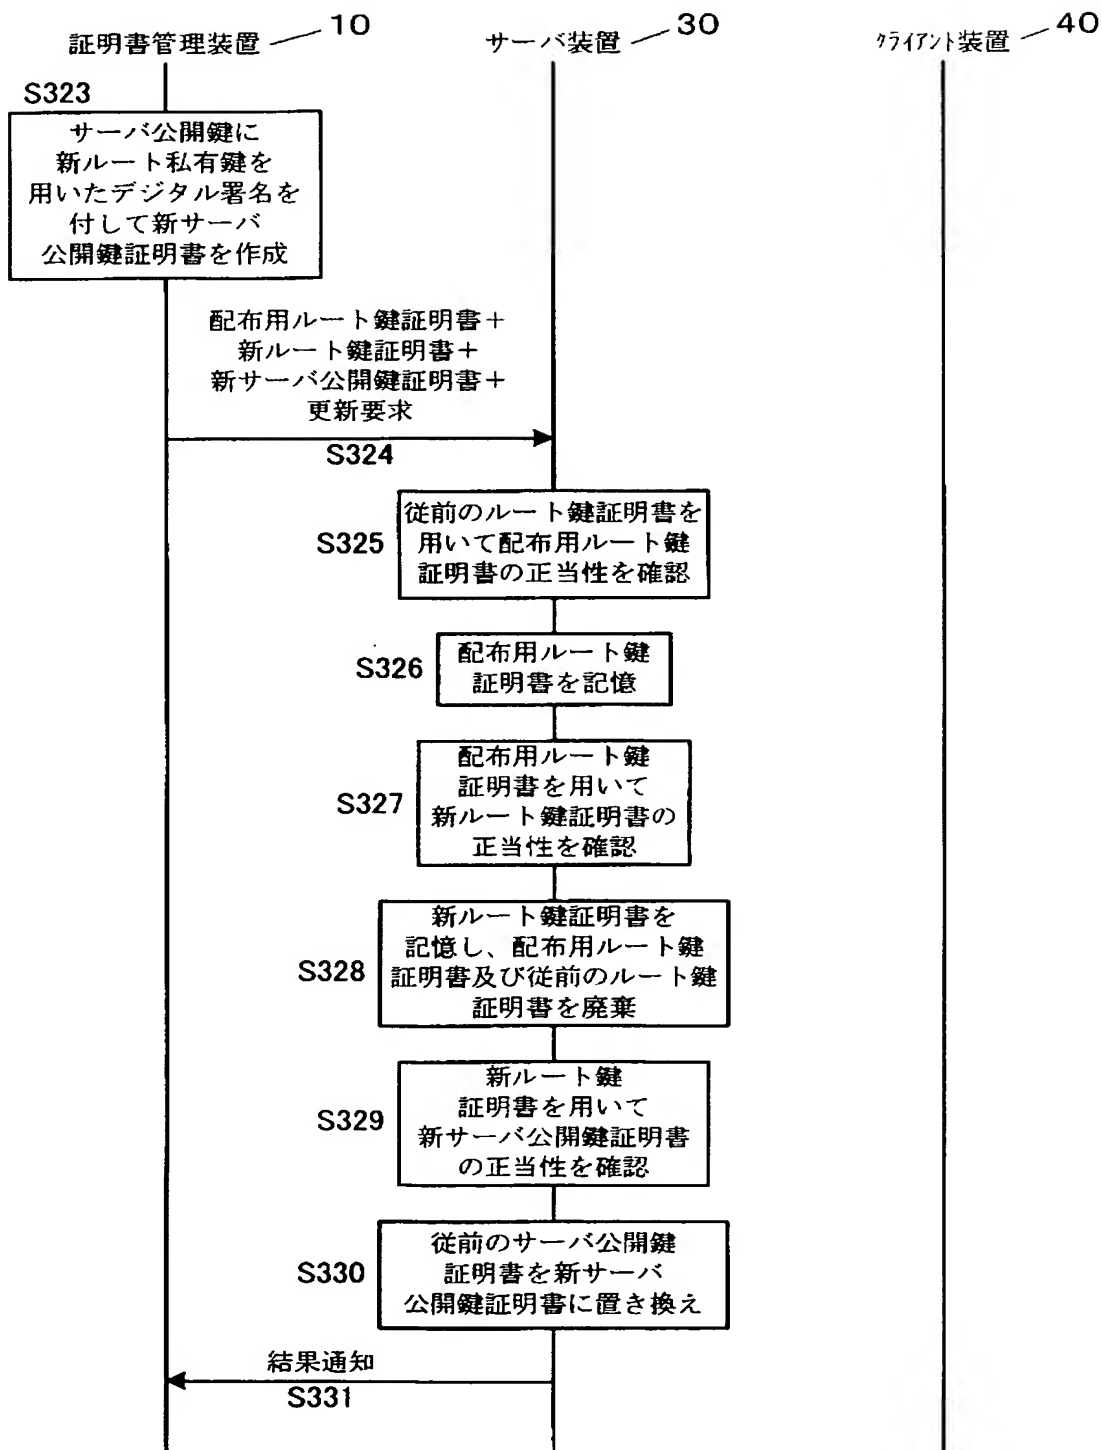 証明書管理装置 10
サーバ装置 30
クライアント装置 40
S323
サーバ公開鍵に
新ルート私有鍵を
用いたデジタル署名を
付して新サーバ
公開鍵証明書を作成
配布用ルート鍵証明書+
新ルート鍵証明書+
新サーバ公開鍵証明書+
更新要求
S324
S325
従前のルート鍵証明書を
用いて配布用ルート鍵
証明書の正当性を確認
S326
配布用ルート鍵
証明書を記憶
S327
配布用ルート鍵
証明書を用いて
新ルート鍵証明書の
正当性を確認
S328
新ルート鍵証明書を
記憶し、配布用ルート鍵
証明書及び従前のルート鍵
証明書を廃棄
S329
新ルート鍵
証明書を用いて
新サーバ公開鍵証明書
の正当性を確認
S330
従前のサーバ公開鍵
証明書を新サーバ
公開鍵証明書に置き換え
結果通知
S331